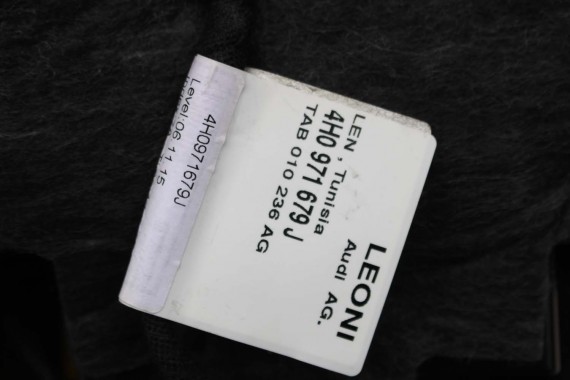 LEONI
Audi AG.
LEN , Tunisia
4H0 971 679 J
TAB 010 236 AG
4H0971679J
Level:06.11.15